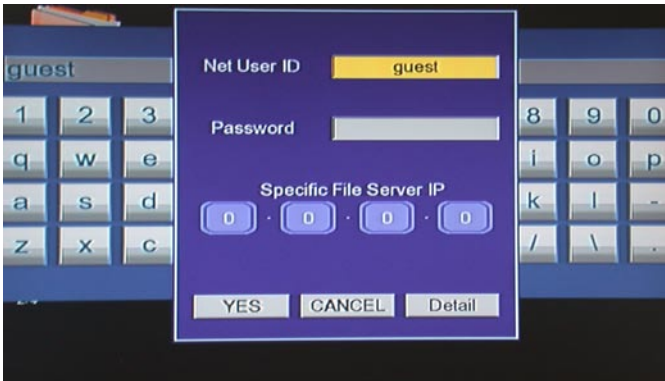 guest
Net User ID guest
Password
Specific File Server IP
0 . 0 . 0 . 0
YES CANCEL Detail
1 2 3 8 9 0
q w e i o p
a s d k l -
z x c / \ .